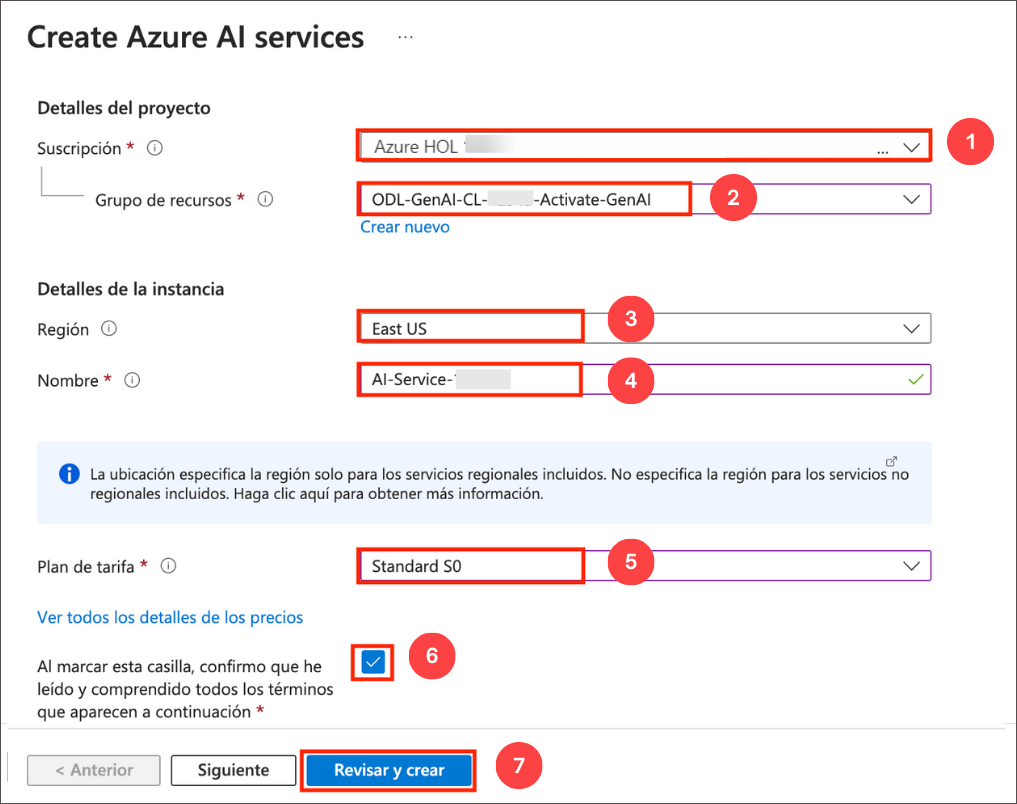 Create Azure AI services ...
Detalles del proyecto
Suscripción * Azure HOL ... 1
Grupo de recursos * ODL-GenAI-CL- -Activate-GenAI 2
Crear nuevo
Detalles de la instancia
Región East US 3
Nombre * AI-Service- 4
La ubicación especifica la región solo para los servicios regionales incluidos. No especifica la región para los servicios no
regionales incluidos. Haga clic aquí para obtener más información.
Plan de tarifa * Standard S0 5
Ver todos los detalles de los precios
Al marcar esta casilla, confirmo que he
leído y comprendido todos los términos
que aparecen a continuación *
6
< Anterior Siguiente Revisar y crear 7